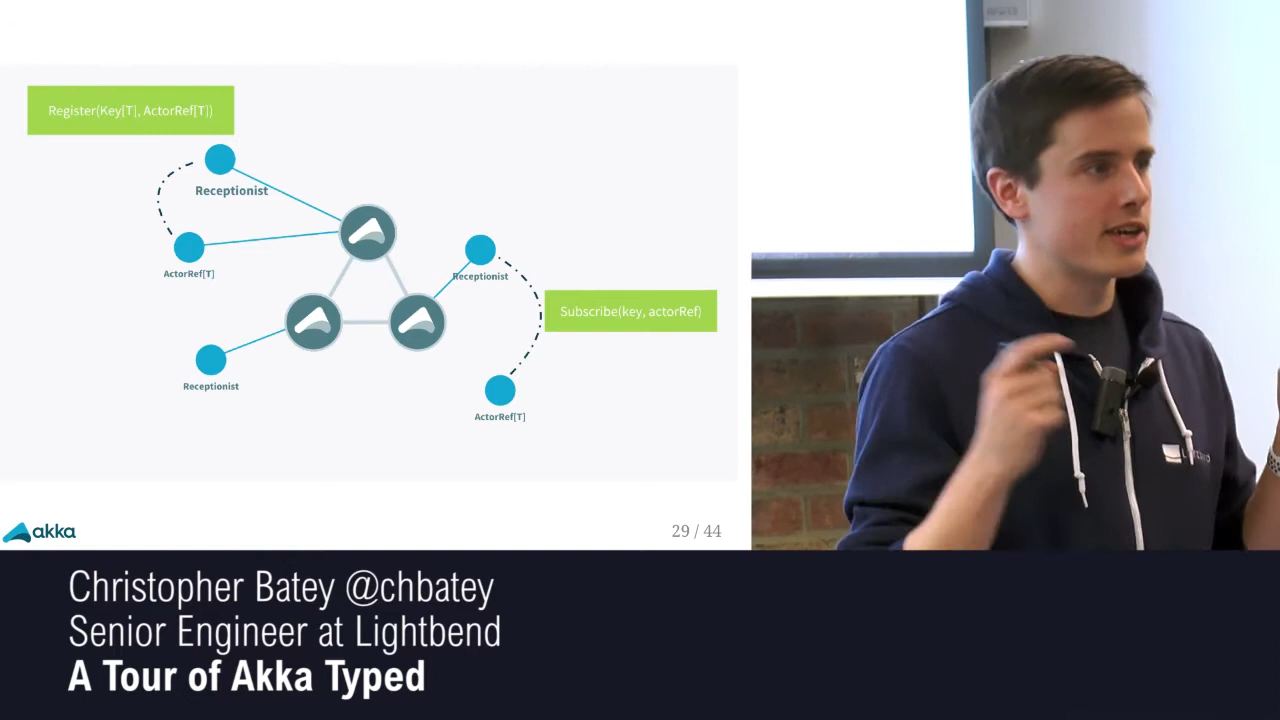 Register(Key[T], ActorRef[T])
Receptionist
ActorRef[T]
Receptionist
Receptionist
Subscribe(key, actorRef)
ActorRef[T]
akka
29 / 44
Christopher Batey @chbatey
Senior Engineer at Lightbend
A Tour of Akka Typed